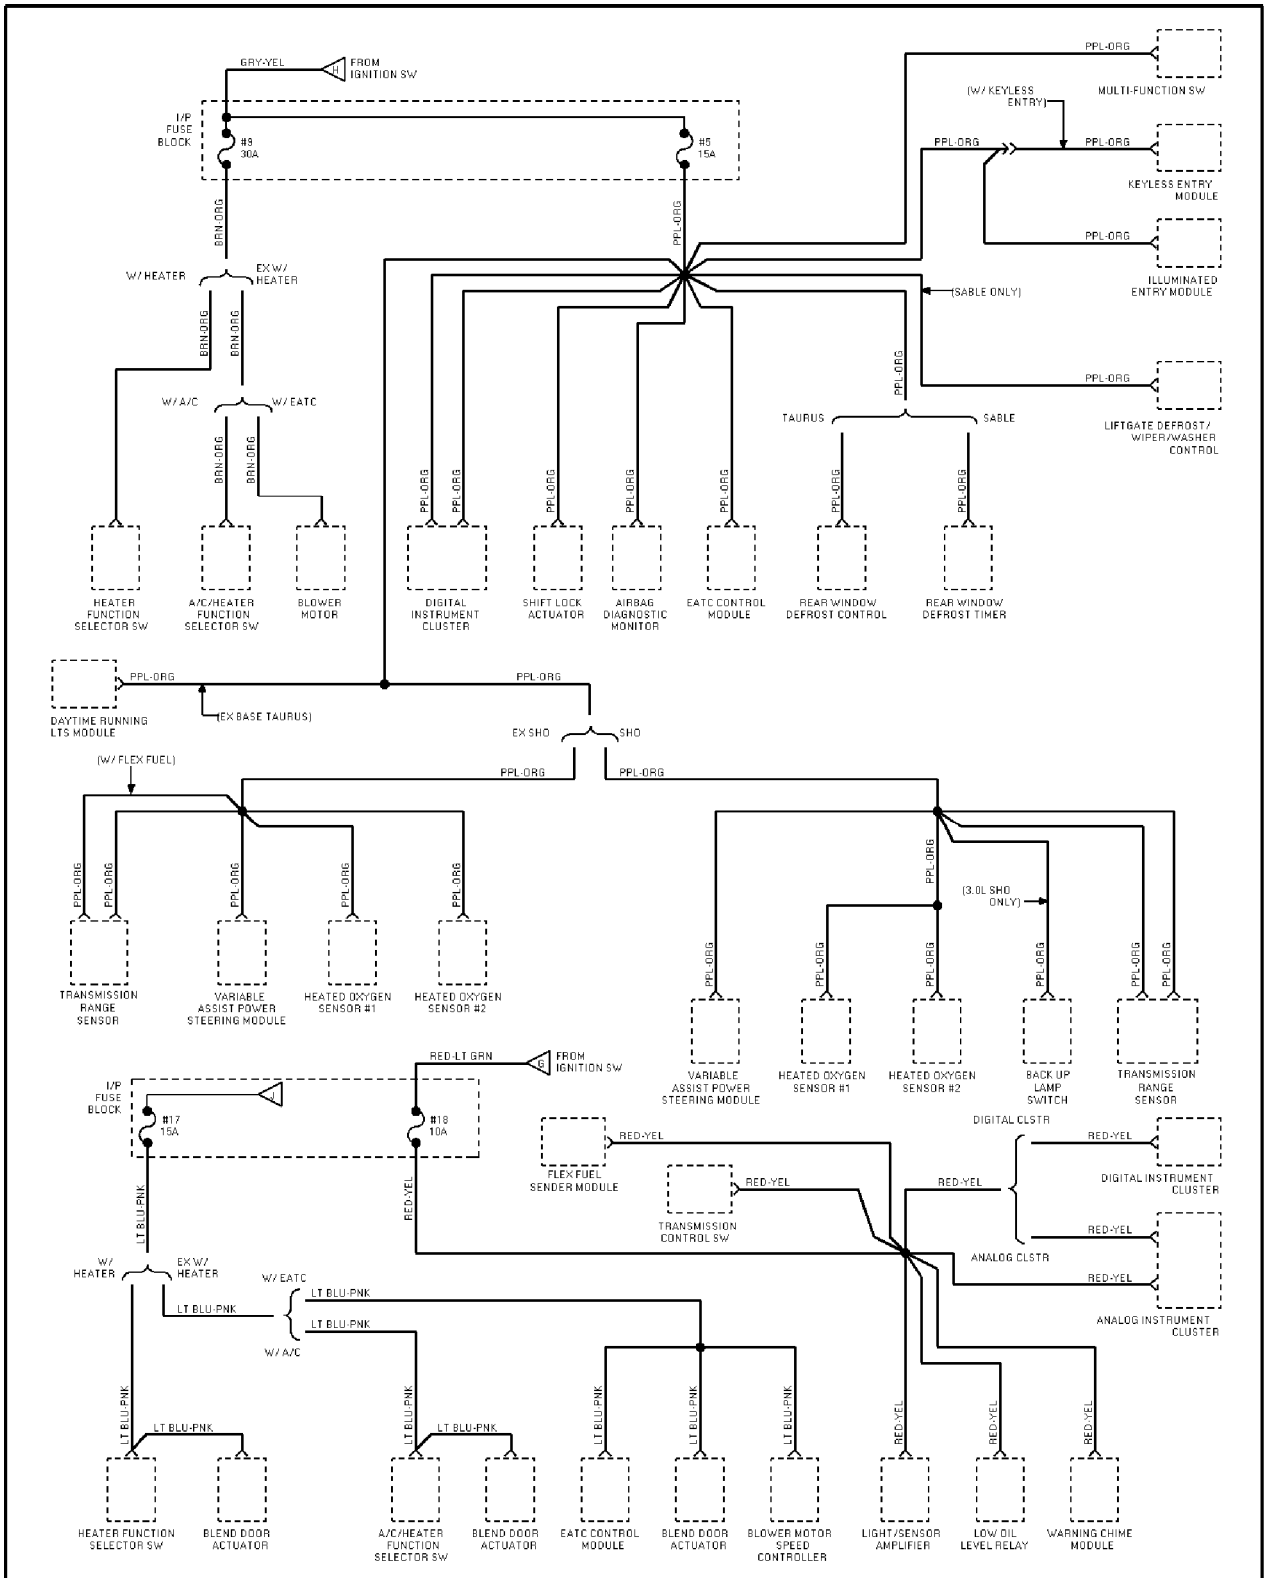 GRY-YEL
H
FROM
IGNITION SW
I/P
FUSE
BLOCK
#9
30A
#5
15A
PPL-ORG
MULTI-FUNCTION SW
(W/ KEYLESS
ENTRY)
PPL-ORG
PPL-ORG
KEYLESS ENTRY
MODULE
PPL-ORG
ILLUMINATED
ENTRY MODULE
(SABLE ONLY)
BRN-ORG
PPL-ORG
W/ HEATER
EX W/
HEATER
BRN-ORG
BRN-ORG
PPL-ORG
PPL-ORG
LIFTGATE DEFROST/
WIPER/WASHER
CONTROL
W/ A/C
W/ EATC
TAURUS
SABLE
BRN-ORG
BRN-ORG
PPL-ORG
PPL-ORG
PPL-ORG
PPL-ORG
PPL-ORG
PPL-ORG
PPL-ORG
HEATER
FUNCTION
SELECTOR SW
A/C/HEATER
FUNCTION
SELECTOR SW
BLOWER
MOTOR
DIGITAL
INSTRUMENT
CLUSTER
SHIFT LOCK
ACTUATOR
AIRBAG
DIAGNOSTIC
MONITOR
EATC CONTROL
MODULE
REAR WINDOW
DEFROST CONTROL
REAR WINDOW
DEFROST TIMER
PPL-ORG
PPL-ORG
DAYTIME RUNNING
LTS MODULE
(EX BASE TAURUS)
EX SHO
SHO
(W/ FLEX FUEL)
PPL-ORG
PPL-ORG
PPL-ORG
PPL-ORG
PPL-ORG
PPL-ORG
PPL-ORG
PPL-ORG
(3.0L SHO
ONLY)
PPL-ORG
PPL-ORG
PPL-ORG
PPL-ORG
PPL-ORG
PPL-ORG
TRANSMISSION
RANGE
SENSOR
VARIABLE
ASSIST POWER
STEERING MODULE
HEATED OXYGEN
SENSOR #1
HEATED OXYGEN
SENSOR #2
VARIABLE
ASSIST POWER
STEERING MODULE
HEATED OXYGEN
SENSOR #1
HEATED OXYGEN
SENSOR #2
BACK UP
LAMP
SWITCH
TRANSMISSION
RANGE
SENSOR
RED-LT GRN
G
FROM
IGNITION SW
I/P
FUSE
BLOCK
J
#17
15A
#18
10A
RED-YEL
FLEX FUEL
SENDER MODULE
RED-YEL
TRANSMISSION
CONTROL SW
DIGITAL CLSTR
RED-YEL
DIGITAL INSTRUMENT
CLUSTER
RED-YEL
RED-YEL
ANALOG CLSTR
RED-YEL
ANALOG INSTRUMENT
CLUSTER
LT BLU-PNK
RED-YEL
W/
HEATER
EX W/
HEATER
W/ EATC
LT BLU-PNK
LT BLU-PNK
LT BLU-PNK
W/ A/C
LT BLU-PNK
LT BLU-PNK
LT BLU-PNK
LT BLU-PNK
LT BLU-PNK
LT BLU-PNK
LT BLU-PNK
RED-YEL
RED-YEL
RED-YEL
HEATER FUNCTION
SELECTOR SW
BLEND DOOR
ACTUATOR
A/C/HEATER
FUNCTION
SELECTOR SW
BLEND DOOR
ACTUATOR
EATC CONTROL
MODULE
BLEND DOOR
ACTUATOR
BLOWER MOTOR
SPEED
CONTROLLER
LIGHT/SENSOR
AMPLIFIER
LOW OIL
LEVEL RELAY
WARNING CHIME
MODULE